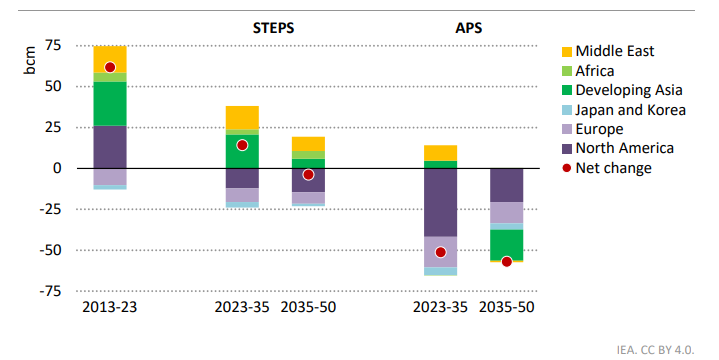 STEPS APS
bcm
75
50
25
0
-25
-50
-75
2013-23 2023-35 2035-50 2023-35 2035-50
Middle East
Africa
Developing Asia
Japan and Korea
Europe
North America
Net change
IEA. CC BY 4.0.